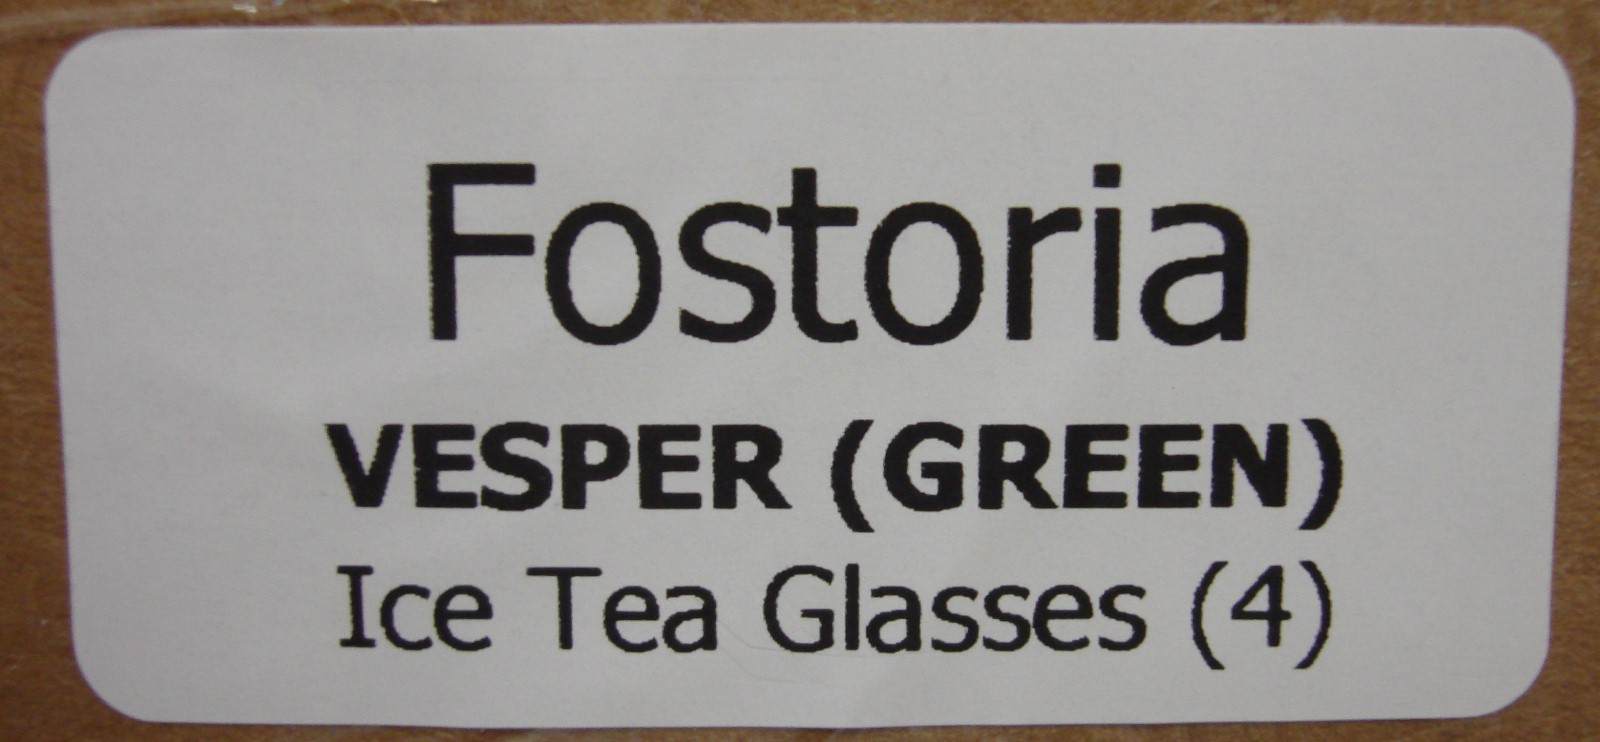 Fostoria
VESPER (GREEN)
Ice Tea Glasses (4)